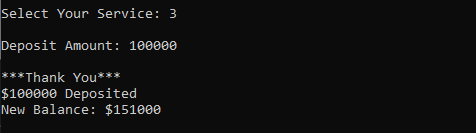 Select Your Service: 3
Deposit Amount: 100000
***Thank You***
$100000 Deposited
New Balance: $151000